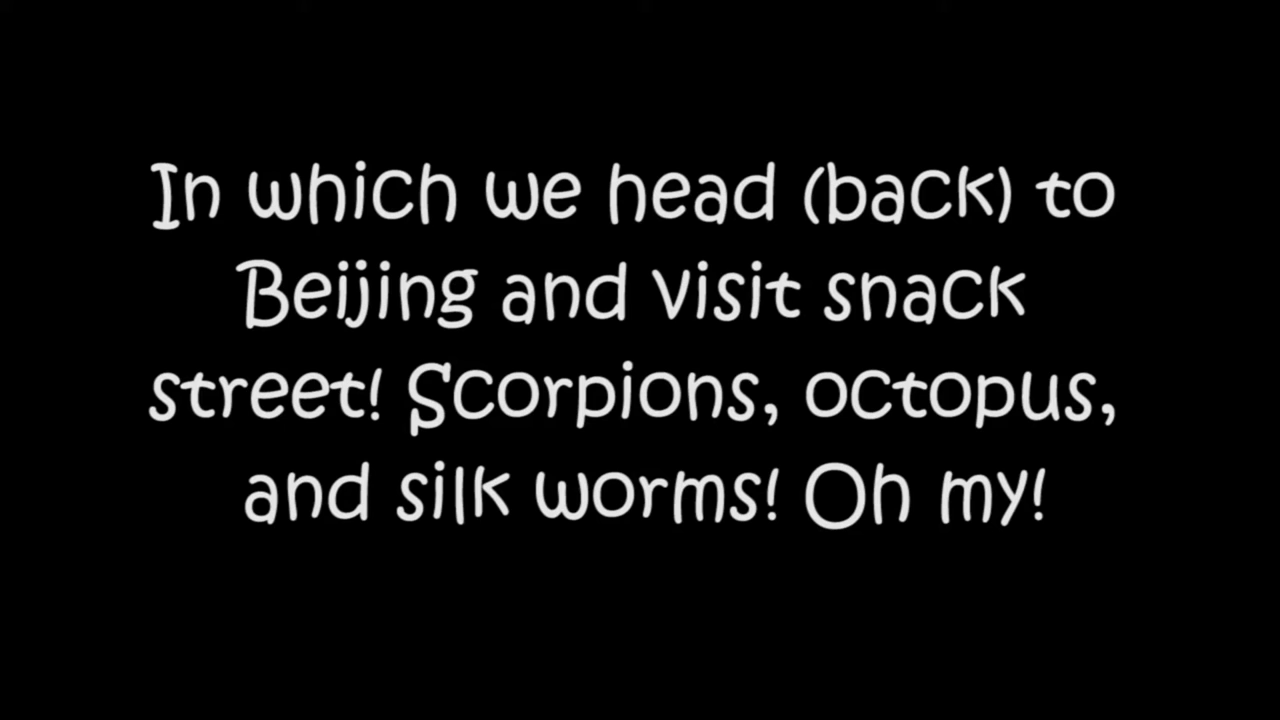 In which we head (back) to
Beijing and visit snack
street! Scorpions, octopus,
and silk worms! Oh my!